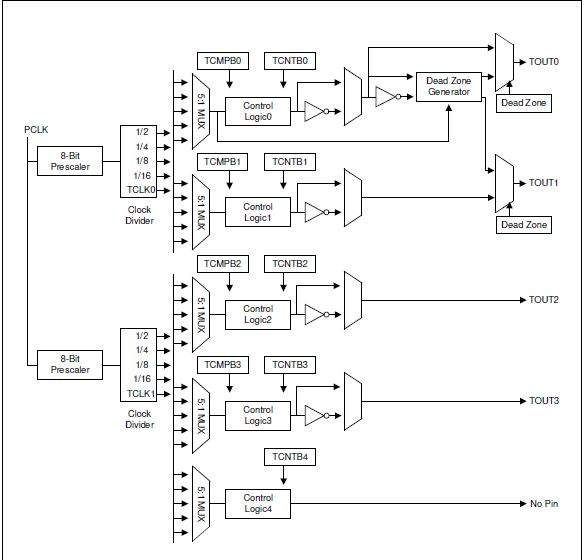 TCMPB0
TCNTB0
TOUT0
5:1 MUX
Control
Logic0
Dead Zone
Generator
Dead Zone
PCLK
8-Bit
Prescaler
1/2
1/4
1/8
1/16
TCLK0
Clock
Divider
TCMPB1
TCNTB1
5:1 MUX
Control
Logic1
TOUT1
Dead Zone
TCMPB2
TCNTB2
5:1 MUX
Control
Logic2
TOUT2
8-Bit
Prescaler
1/2
1/4
1/8
1/16
TCLK1
Clock
Divider
TCMPB3
TCNTB3
5:1 MUX
Control
Logic3
TOUT3
TCNTB4
5:1 MUX
Control
Logic4
No Pin